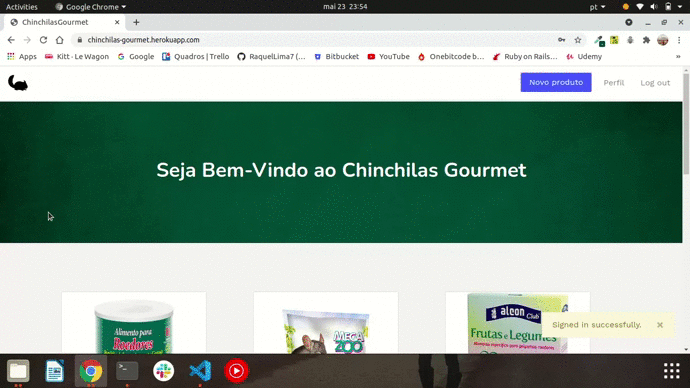 Activities
Google Chrome
mai 23 23:54
pt
ChinchilasGourmet
chinchilas-gourmet.herokuapp.com
Apps
Kitt · Le Wagon
Google
Quadros | Trello
RaquelLima7 (...
Bitbucket
YouTube
Onebitcode b...
Ruby on Rails...
Udemy
»
Novo produto
Perfil
Log out
Seja Bem-Vindo ao Chinchilas Gourmet
Alimento para
Roedores
MEGA
ZOO
alcon
Club
Frutas e Legumes
Signed in successfully.
×